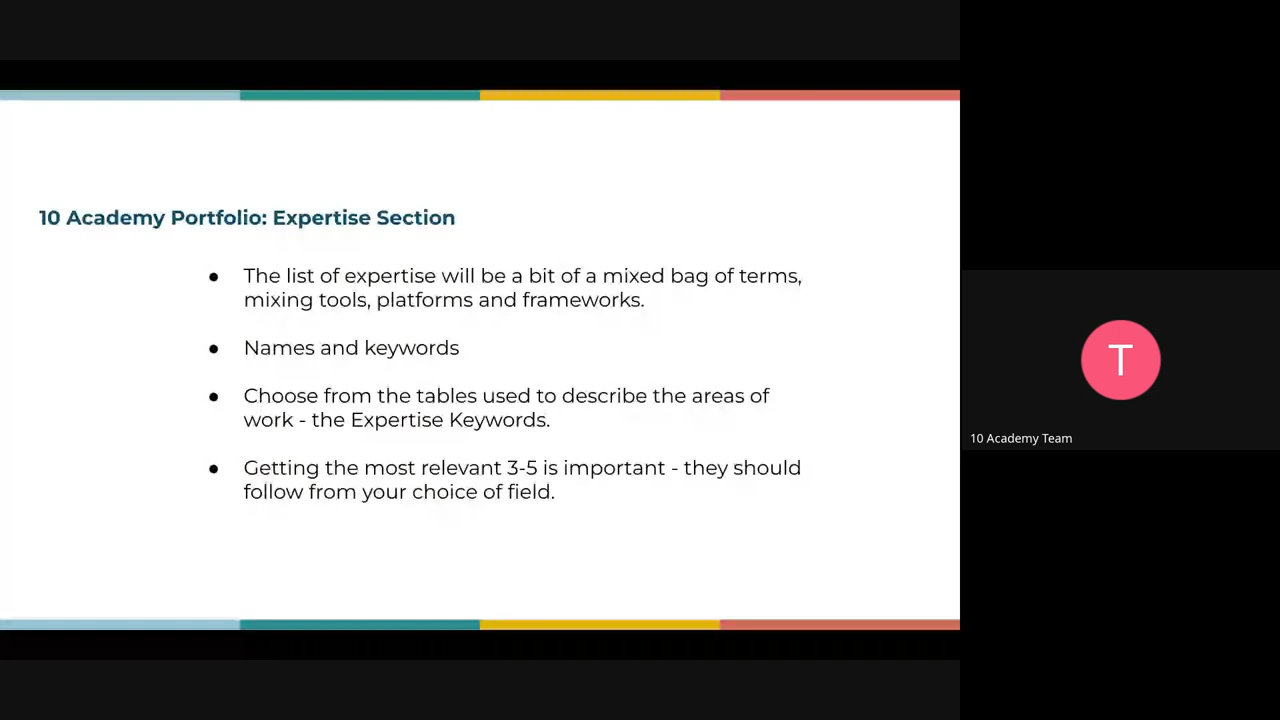 10 Academy Portfolio: Expertise Section
● The list of expertise will be a bit of a mixed bag of terms,
mixing tools, platforms and frameworks.
● Names and keywords
● Choose from the tables used to describe the areas of
work - the Expertise Keywords.
● Getting the most relevant 3-5 is important - they should
follow from your choice of field.
T
10 Academy Team